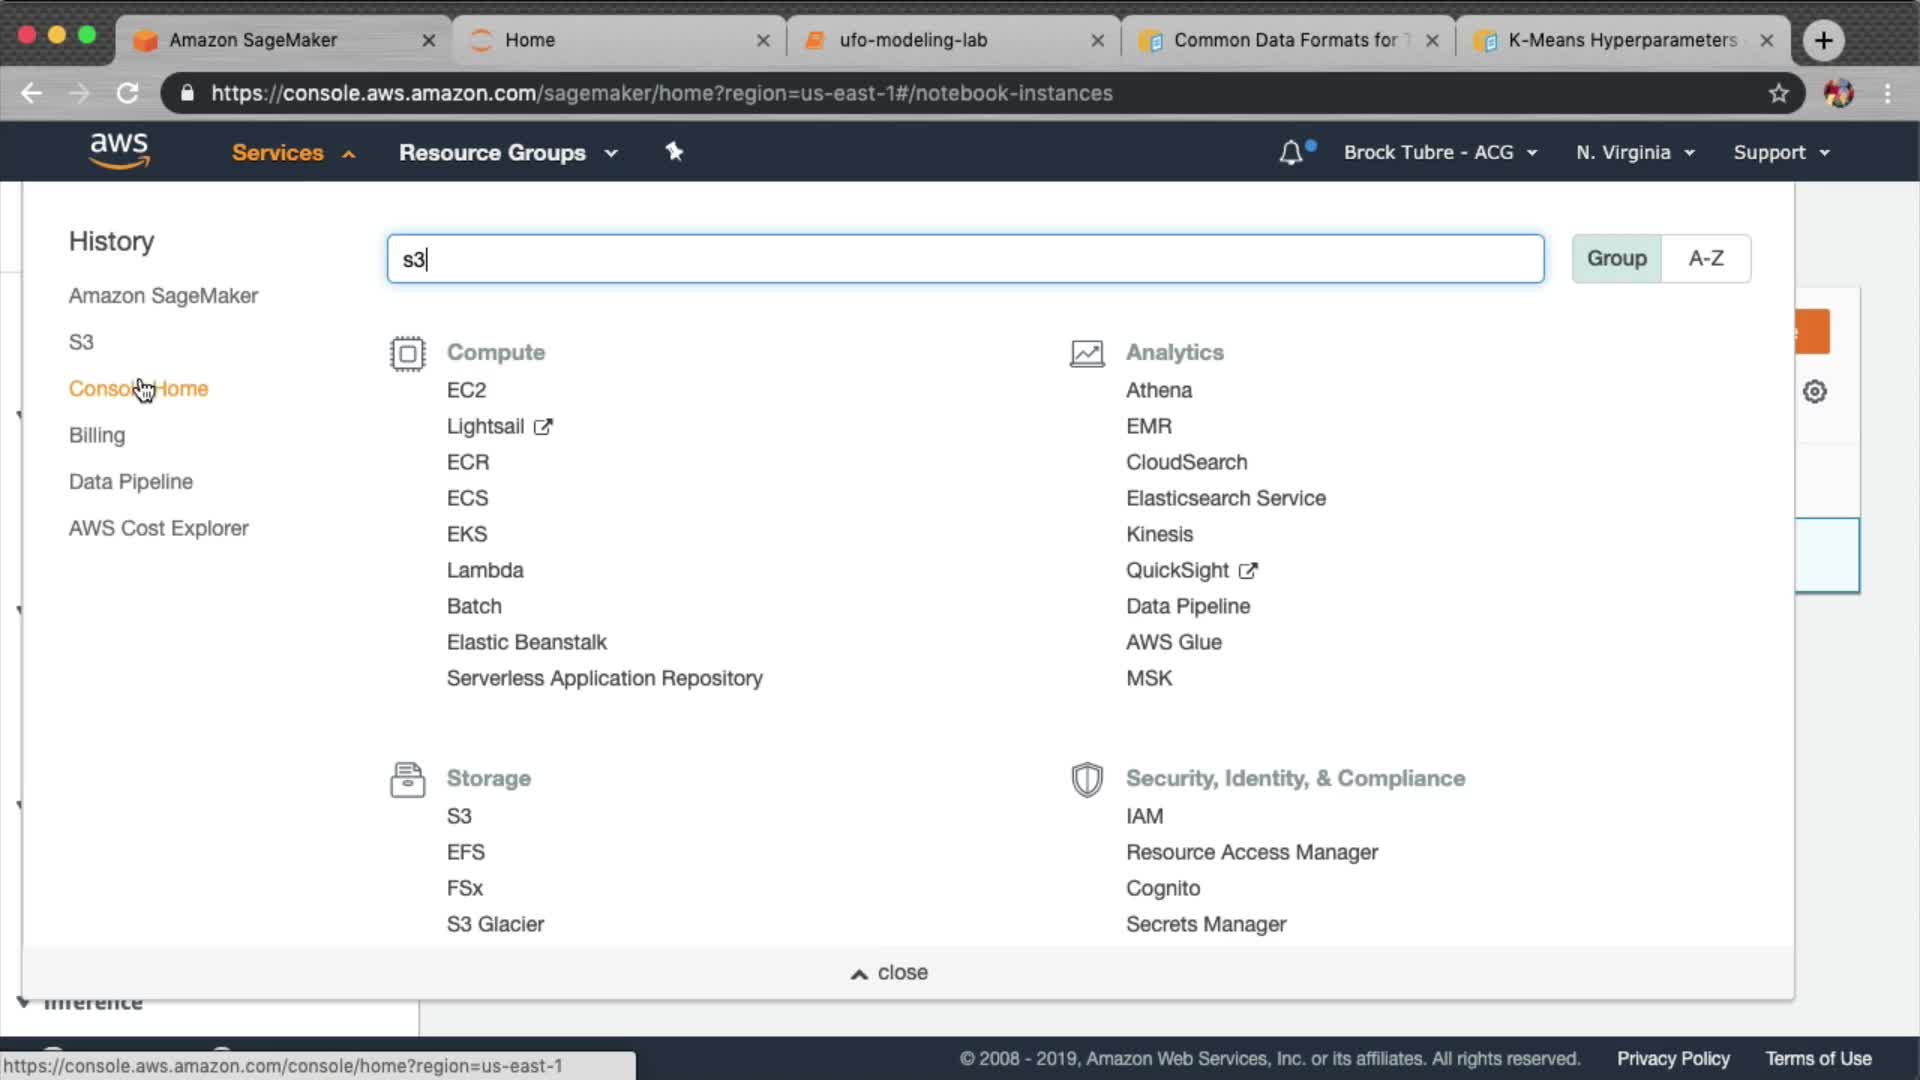 Amazon SageMaker
Home
ufo-modeling-lab
Common Data Formats for T
K-Means Hyperparameters
https://console.aws.amazon.com/sagemaker/home?region=us-east-1#/notebook-instances
aws
Services
Resource Groups
Brock Tubre - ACG
N. Virginia
Support
History
s3
Group
A-Z
Amazon SageMaker
S3
Console Home
Billing
Data Pipeline
AWS Cost Explorer
Compute
EC2
Lightsail
ECR
ECS
EKS
Lambda
Batch
Elastic Beanstalk
Serverless Application Repository
Analytics
Athena
EMR
CloudSearch
Elasticsearch Service
Kinesis
QuickSight
Data Pipeline
AWS Glue
MSK
Storage
S3
EFS
FSx
S3 Glacier
Security, Identity, & Compliance
IAM
Resource Access Manager
Cognito
Secrets Manager
close
Inference
https://console.aws.amazon.com/console/home?region=us-east-1
© 2008 - 2019, Amazon Web Services, Inc. or its affiliates. All rights reserved.
Privacy Policy
Terms of Use